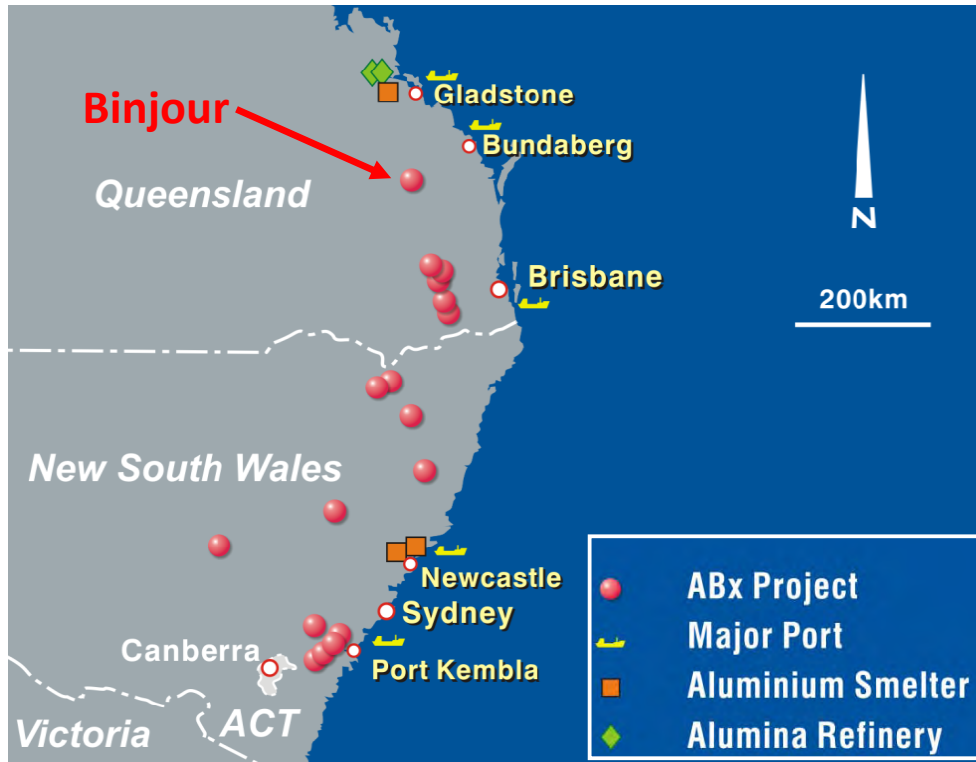 Gladstone
Binjour
Bundaberg
Queensland
N
Brisbane
200km
New South Wales
Newcastle
Sydney
Canberra
Port Kembla
ACT
Victoria
ABx Project
Major Port
Aluminium Smelter
Alumina Refinery